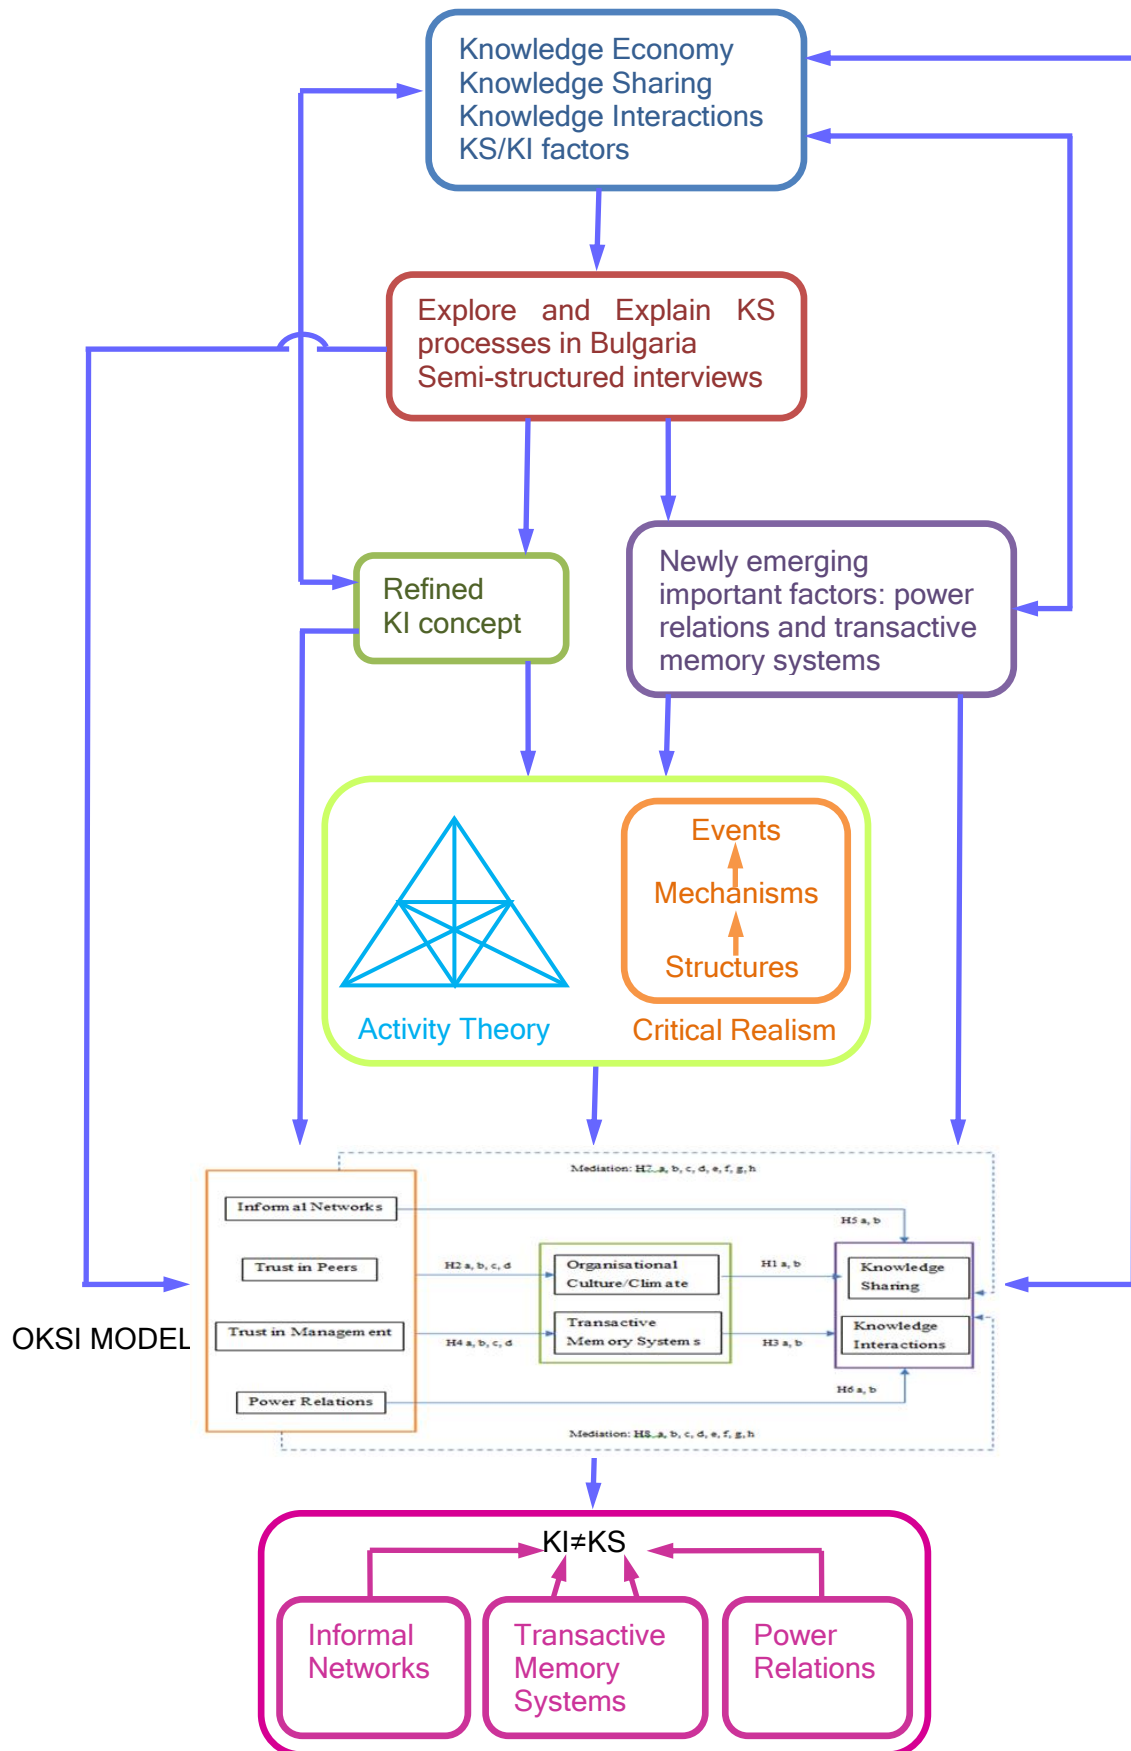 Knowledge Economy
Knowledge Sharing
Knowledge Interactions
KS/KI factors
Explore and Explain KS
processes in Bulgaria
Semi-structured interviews
Refined
KI concept
Newly emerging
important factors: power
relations and transactive
memory systems
Events
Mechanisms
Structures
Activity Theory
Critical Realism
Mediation: H7 a, b, c, d, e, f, g, h
Informal Networks
H5 a, b
Trust in Peers
H2 a, b, c, d
Organisational
Culture/Climate
H1 a, b
Knowledge
Sharing
OKSI MODEL
Trust in Management
H4 a, b, c, d
Transactive
Memory Systems
H3 a, b
Knowledge
Interactions
Power Relations
H6 a, b
Mediation: H8 a, b, c, d, e, f, g, h
KI≠KS
Informal
Networks
Transactive
Memory
Systems
Power
Relations